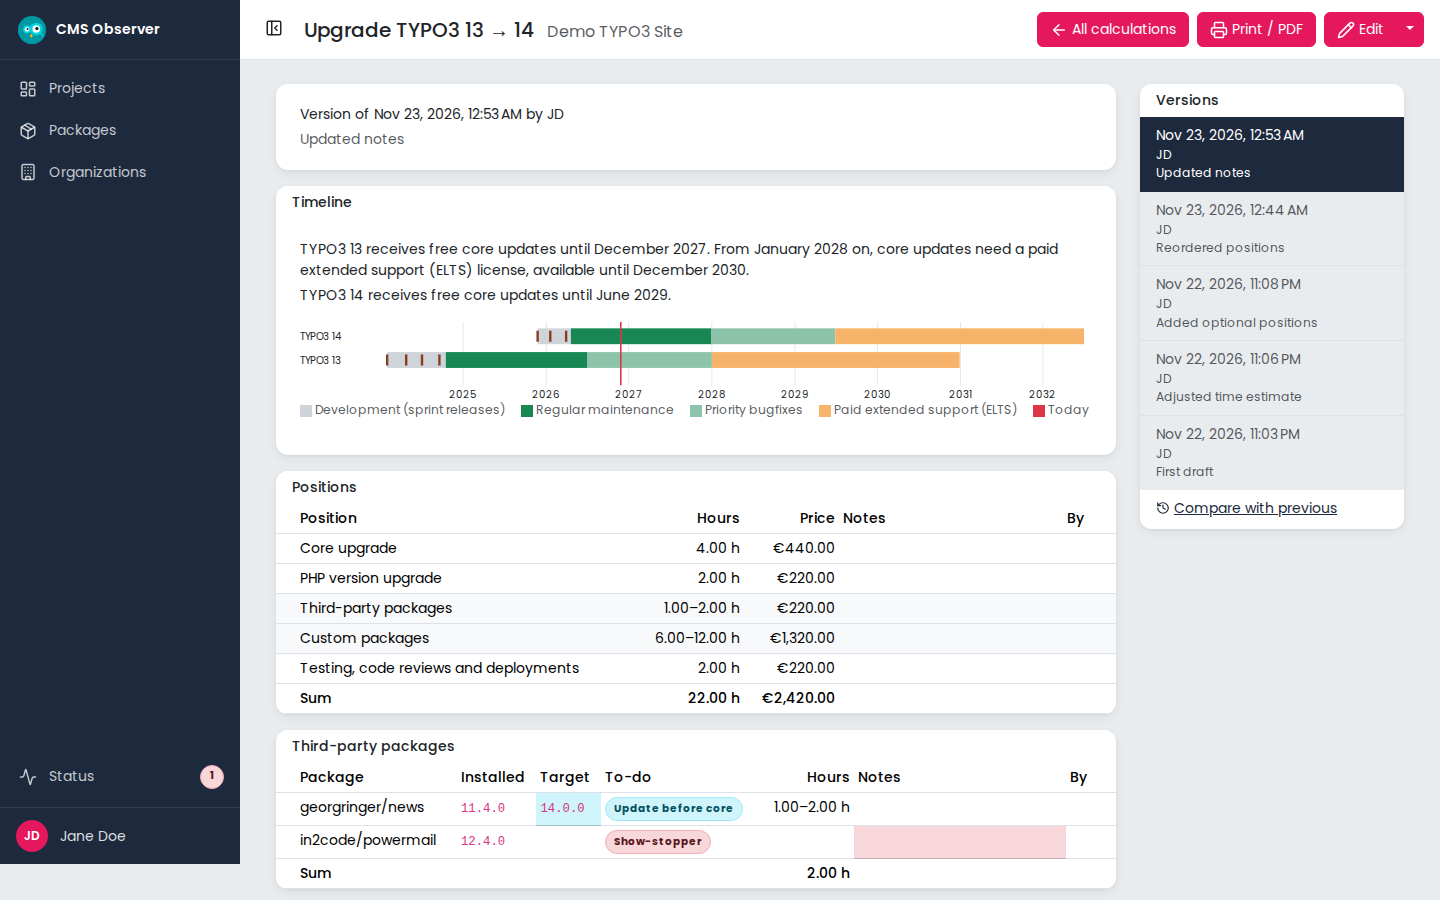 CMS Observer
Projects
Packages
Organizations
Status 1
JD Jane Doe
Upgrade TYPO3 13 → 14 Demo TYPO3 Site
All calculations
Print / PDF
Edit
Version of Nov 23, 2026, 12:53 AM by JD
Updated notes
Timeline
TYPO3 13 receives free core updates until December 2027. From January 2028 on, core updates need a paid
extended support (ELTS) license, available until December 2030.
TYPO3 14 receives free core updates until June 2029.
TYPO3 14
TYPO3 13
2025 2026 2027 2028 2029 2030 2031 2032
Development (sprint releases) Regular maintenance Priority bugfixes Paid extended support (ELTS) Today
Positions
Position Hours Price Notes By
Core upgrade 4.00 h €440.00
PHP version upgrade 2.00 h €220.00
Third-party packages 1.00–2.00 h €220.00
Custom packages 6.00–12.00 h €1,320.00
Testing, code reviews and deployments 2.00 h €220.00
Sum 22.00 h €2,420.00
Third-party packages
Package Installed Target To-do Hours Notes By
georgringer/news 11.4.0 14.0.0 Update before core 1.00–2.00 h
in2code/powermail 12.4.0 Show-stopper
Sum 2.00 h
Versions
Nov 23, 2026, 12:53 AM
JD
Updated notes
Nov 23, 2026, 12:44 AM
JD
Reordered positions
Nov 22, 2026, 11:08 PM
JD
Added optional positions
Nov 22, 2026, 11:06 PM
JD
Adjusted time estimate
Nov 22, 2026, 11:03 PM
JD
First draft
Compare with previous